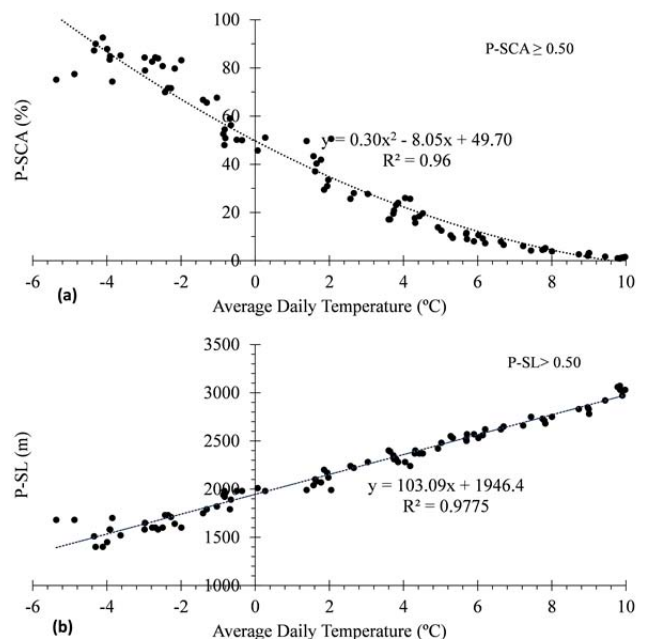 100
80
60
40
20
0
P-SCA (%)
P-SCA ≥ 0.50
y = 0.30x² - 8.05x + 49.70
R² = 0.96
-6 -4 -2 0 2 4 6 8 10
(a)
Average Daily Temperature (ºC)
3500
3000
2500
2000
1500
1000
P-SL (m)
P-SL> 0.50
y = 103.09x + 1946.4
R² = 0.9775
-6 -4 -2 0 2 4 6 8 10
(b)
Average Daily Temperature (ºC)